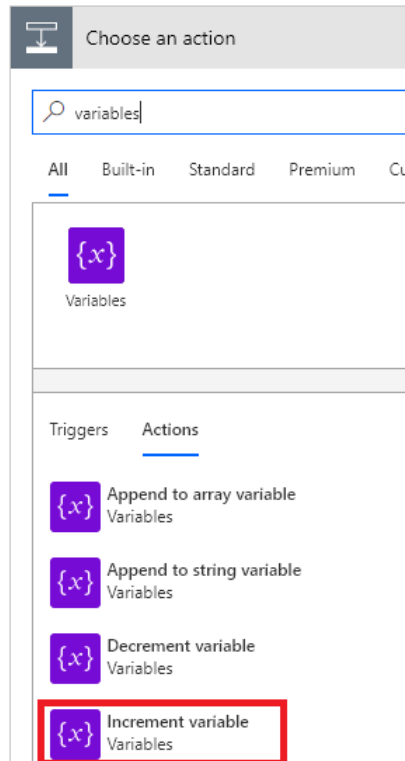 Choose an action
variables
All Built-in Standard Premium Cu
{x}
Variables
Triggers Actions
{x} Append to array variable
Variables
{x} Append to string variable
Variables
{x} Decrement variable
Variables
{x} Increment variable
Variables